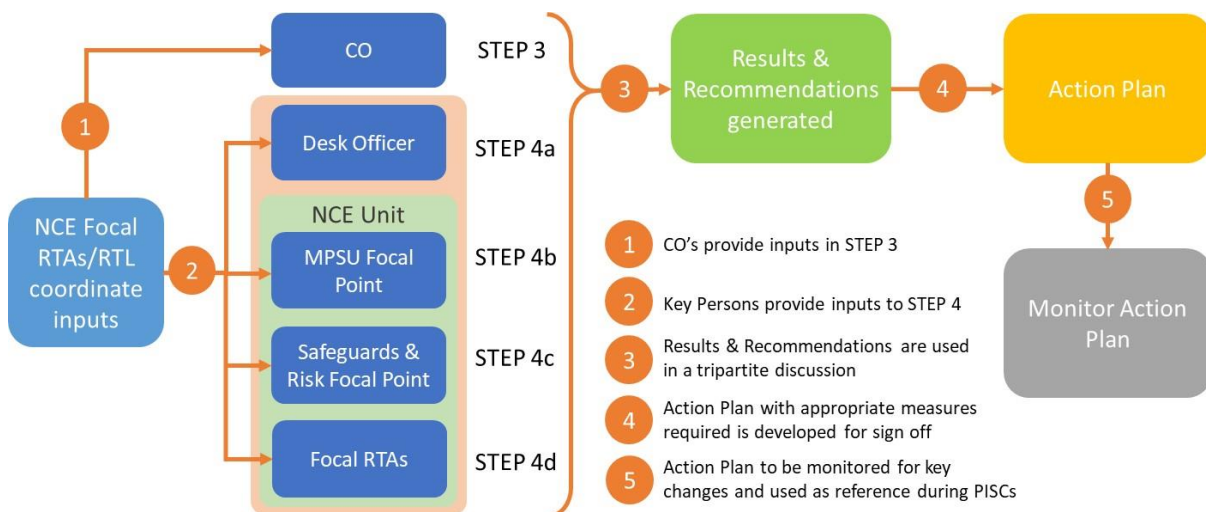 CO
STEP 3
1
Desk Officer
STEP 4a
NCE Focal
RTAs/RTL
coordinate
inputs
2
NCE Unit
MPSU Focal
Point
STEP 4b
Safeguards &
Risk Focal Point
STEP 4c
Focal RTAs
STEP 4d
3
Results &
Recommendations
generated
4
Action Plan
5
Monitor Action
Plan
1 CO's provide inputs in STEP 3
2 Key Persons provide inputs to STEP 4
3 Results & Recommendations are used
in a tripartite discussion
4 Action Plan with appropriate measures
required is developed for sign off
5 Action Plan to be monitored for key
changes and used as reference during PISCs